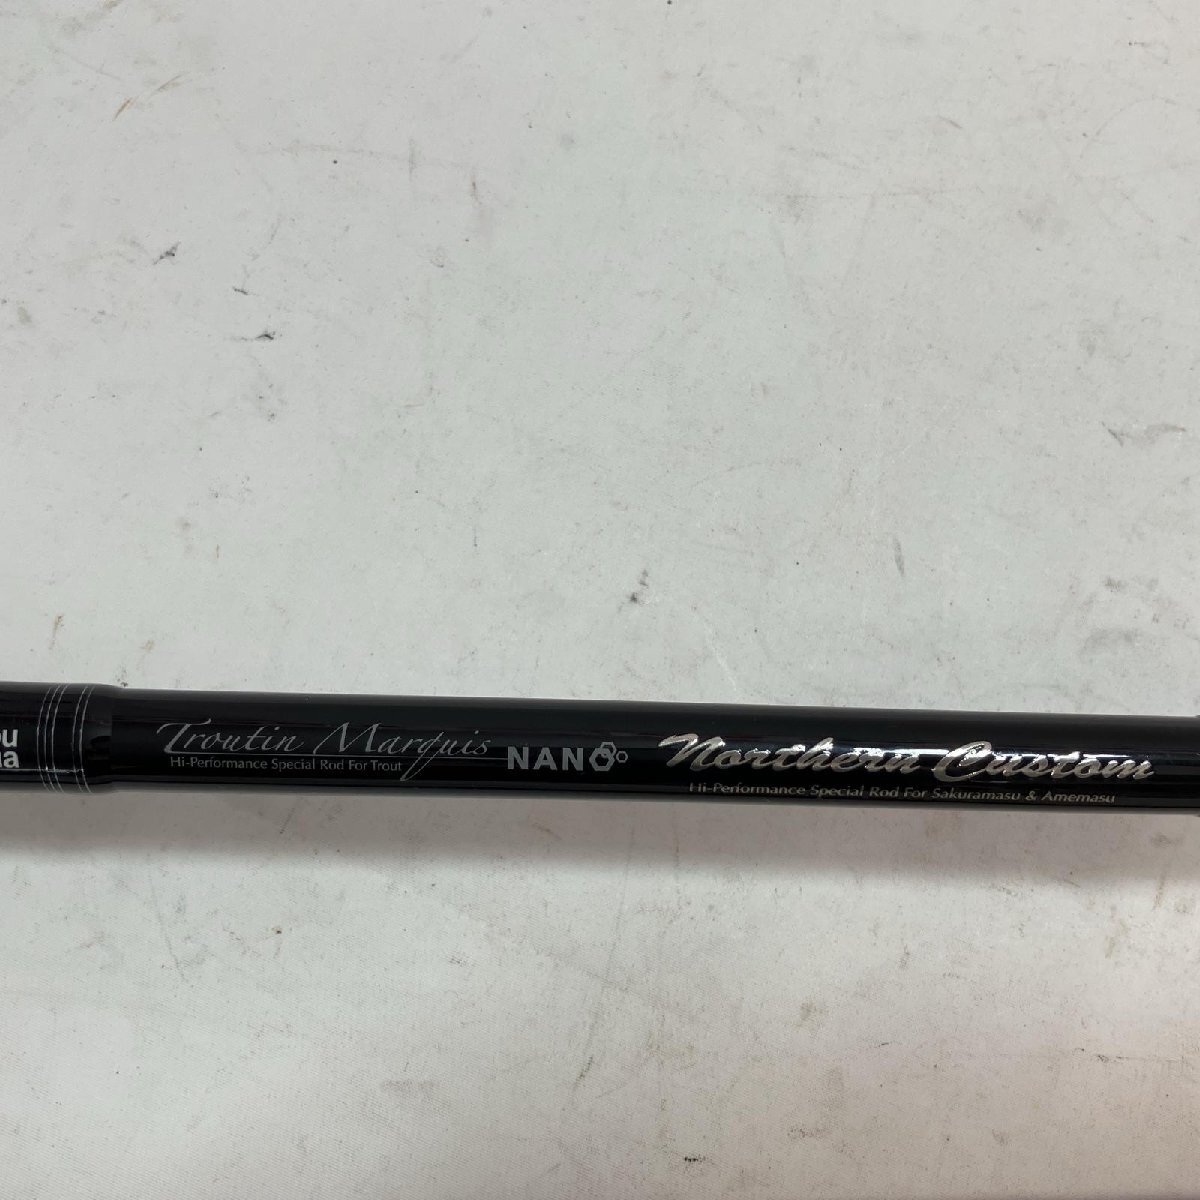 Troutin Marquis NANO Northern Custom
Hi-Performance Special Rod For Trout
Hi-Performance Special Rod For Sakuramasu & Amemasu